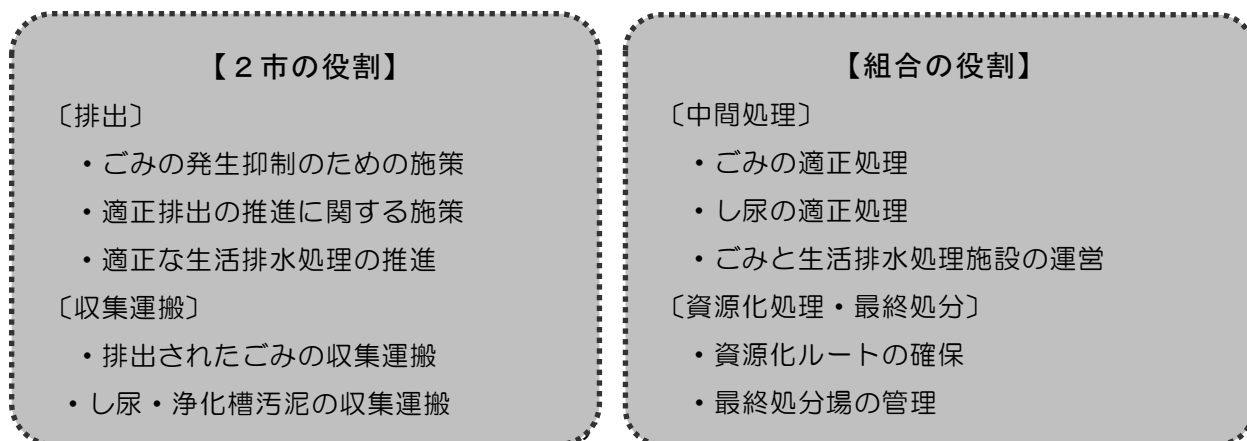 【２市の役割】
〔排出〕
・ごみの発生抑制のための施策
・適正排出の推進に関する施策
・適正な生活排水処理の推進
〔収集運搬〕
・排出されたごみの収集運搬
・し尿・浄化槽汚泥の収集運搬
【組合の役割】
〔中間処理〕
・ごみの適正処理
・し尿の適正処理
・ごみと生活排水処理施設の運営
〔資源化処理・最終処分〕
・資源化ルートの確保
・最終処分場の管理